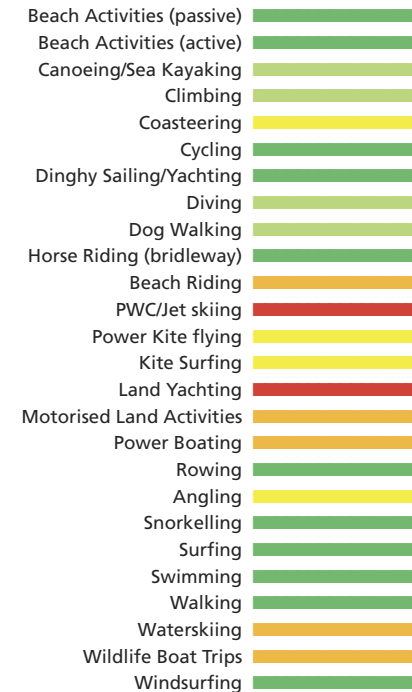 Beach Activities (passive)
Beach Activities (active)
Canoeing/Sea Kayaking
Climbing
Coasteering
Cycling
Dinghy Sailing/Yachting
Diving
Dog Walking
Horse Riding (bridleway)
Beach Riding
PWC/Jet skiing
Power Kite flying
Kite Surfing
Land Yachting
Motorised Land Activities
Power Boating
Rowing
Angling
Snorkelling
Surfing
Swimming
Walking
Waterskiing
Wildlife Boat Trips
Windsurfing